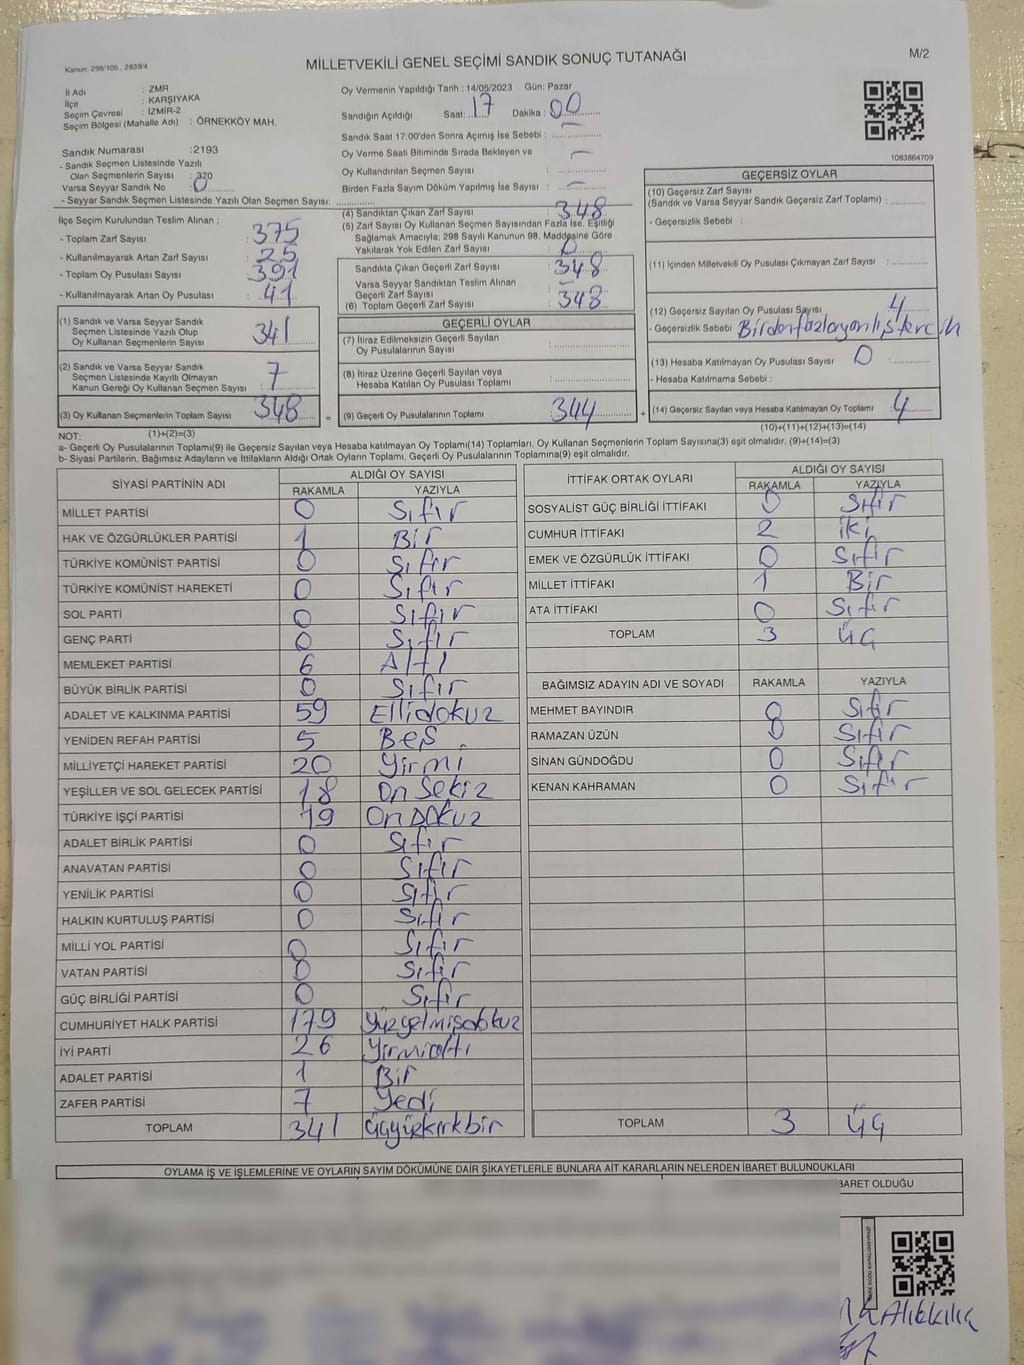 Kanun: 298/105 , 2839/4
MİLLETVEKİLİ GENEL SEÇİMİ SANDIK SONUÇ TUTANAĞI
M/2
İl Adı : ZMR
İlçe : KARŞIYAKA
Seçim Çevresi : İZMİR-2
Seçim Bölgesi (Mahalle Adı) : ÖRNEKKÖY MAH.
Oy Vermenin Yapıldığı Tarih : 14/05/2023 Gün: Pazar
Sandığın Açıldığı Saat: 17 Dakika : 00
Sandık Saat 17:00'den Sonra Açımış İse Sebebi : –
Oy Verme Saati Bitiminde Sırada Bekleyen ve
Oy Kullandırılan Seçmen Sayısı : –
Birden Fazla Sayım Döküm Yapılmış İse Sayısı : –
1083864709
Sandık Numarası :2193
- Sandık Seçmen Listesinde Yazılı
Olan Seçmenlerin Sayısı : 370
Varsa Seyyar Sandık No : 0
- Seyyar Sandık Seçmen Listesinde Yazılı Olan Seçmen Sayısı:
İlçe Seçim Kurulundan Teslim Alınan ;
- Toplam Zarf Sayısı : 375
- Kullanılmayarak Artan Zarf Sayısı : 25
- Toplam Oy Pusulası Sayısı : 391
- Kullanılmayarak Artan Oy Pusulası : 41
(4) Sandıktan Çıkan Zarf Sayısı : 348
(5) Zarf Sayısı Oy Kullanan Seçmen Sayısından Fazla İse, Eşitliği
Sağlamak Amacıyla; 298 Sayılı Kanunun 98. Maddesine Göre
Yakılarak Yok Edilen Zarf Sayısı : 0
Sandıkta Çıkan Geçerli Zarf Sayısı : 348
Varsa Seyyar Sandıktan Teslim Alınan
Geçerli Zarf Sayısı : –
(6) Toplam Geçerli Zarf Sayısı : 348
GEÇERSİZ OYLAR
(10) Geçersiz Zarf Sayısı
(Sandık ve Varsa Seyyar Sandık Geçersiz Zarf Toplamı) :
- Geçersizlik Sebebi :
(11) İçinden Milletvekili Oy Pusulası Çıkmayan Zarf Sayısı :
(12) Geçersiz Sayılan Oy Pusulası Sayısı : 4
- Geçersizlik Sebebi : Birdenfazlayanlıştercih
(13) Hesaba Katılmayan Oy Pusulası Sayısı : 0
- Hesaba Katılmama Sebebi :
(14) Geçersiz Sayılan veya Hesaba Katılmayan Oy Toplamı : 4
(10)+(11)+(12)+(13)=(14)
(1) Sandık ve Varsa Seyyar Sandık
Seçmen Listesinde Yazılı Olup
Oy Kullanan Seçmenlerin Sayısı : 341
(2) Sandık ve Varsa Seyyar Sandık
Seçmen Listesinde Kayıtlı Olmayan
Kanun Gereği Oy Kullanan Seçmen Sayısı : 7
(3) Oy Kullanan Seçmenlerin Toplam Sayısı : 348
(1)+(2)=(3)
GEÇERLİ OYLAR
(7) İtiraz Edilmeksizin Geçerli Sayılan
Oy Pusulalarının Sayısı :
(8) İtiraz Üzerine Geçerli Sayılan veya
Hesaba Katılan Oy Pusulası Toplamı :
= (9) Geçerli Oy Pusulalarının Toplamı : 344 +
NOT:
a- Geçerli Oy Pusulaları Toplamı(9) ile Geçersiz Sayılan veya Hesaba katılmayan Oy Toplamı(14) Toplamları, Oy Kullanan Seçmenlerin Toplam Sayısına(3) eşit olmalıdır. (9)+(14)=(3)
b- Siyasi Partilerin, Bağımsız Adayların ve İttifakların Aldığı Ortak Oyların Toplamı, Geçerli Oy Pusulalarının Toplamına(9) eşit olmalıdır.
SİYASİ PARTİNİN ADI ALDIĞI OY SAYISI
RAKAMLA YAZIYLA
MİLLET PARTİSİ 0 Sıfır
HAK VE ÖZGÜRLÜKLER PARTİSİ 1 Bir
TÜRKİYE KOMÜNİST PARTİSİ 0 Sıfır
TÜRKİYE KOMÜNİST HAREKETİ 0 Sıfır
SOL PARTİ 0 Sıfır
GENÇ PARTİ 0 Sıfır
MEMLEKET PARTİSİ 6 Altı
BÜYÜK BİRLİK PARTİSİ 0 Sıfır
ADALET VE KALKINMA PARTİSİ 59 Ellidokuz
YENİDEN REFAH PARTİSİ 5 Beş
MİLLİYETÇİ HAREKET PARTİSİ 20 Yirmi
YEŞİLLER VE SOL GELECEK PARTİSİ 18 On Sekiz
TÜRKİYE İŞÇİ PARTİSİ 19 On Dokuz
ADALET BİRLİK PARTİSİ 0 Sıfır
ANAVATAN PARTİSİ 0 Sıfır
YENİLİK PARTİSİ 0 Sıfır
HALKIN KURTULUŞ PARTİSİ 0 Sıfır
MİLLİ YOL PARTİSİ 0 Sıfır
VATAN PARTİSİ 0 Sıfır
GÜÇ BİRLİĞİ PARTİSİ 0 Sıfır
CUMHURİYET HALK PARTİSİ 179 Yüzyetmişdokuz
İYİ PARTİ 26 Yirmialtı
ADALET PARTİSİ 1 Bir
ZAFER PARTİSİ 7 Yedi
TOPLAM 341 Üçyüzkırkbir
İTTİFAK ORTAK OYLARI ALDIĞI OY SAYISI
RAKAMLA YAZIYLA
SOSYALİST GÜÇ BİRLİĞİ İTTİFAKI 0 Sıfır
CUMHUR İTTİFAKI 2 İki
EMEK VE ÖZGÜRLÜK İTTİFAKI 0 Sıfır
MİLLET İTTİFAKI 1 Bir
ATA İTTİFAKI 0 Sıfır
TOPLAM 3 Üç
BAĞIMSIZ ADAYIN ADI VE SOYADI RAKAMLA YAZIYLA
MEHMET BAYINDIR 0 Sıfır
RAMAZAN ÜZÜN 0 Sıfır
SİNAN GÜNDOĞDU 0 Sıfır
KENAN KAHRAMAN 0 Sıfır
TOPLAM 3 Üç
OYLAMA İŞ VE İŞLEMLERİNE VE OYLARIN SAYIM DÖKÜMÜNE DAİR ŞİKAYETLERLE BUNLARA AİT KARARLARIN NELERDEN İBARET BULUNDUKLARI
BARET OLDUĞU